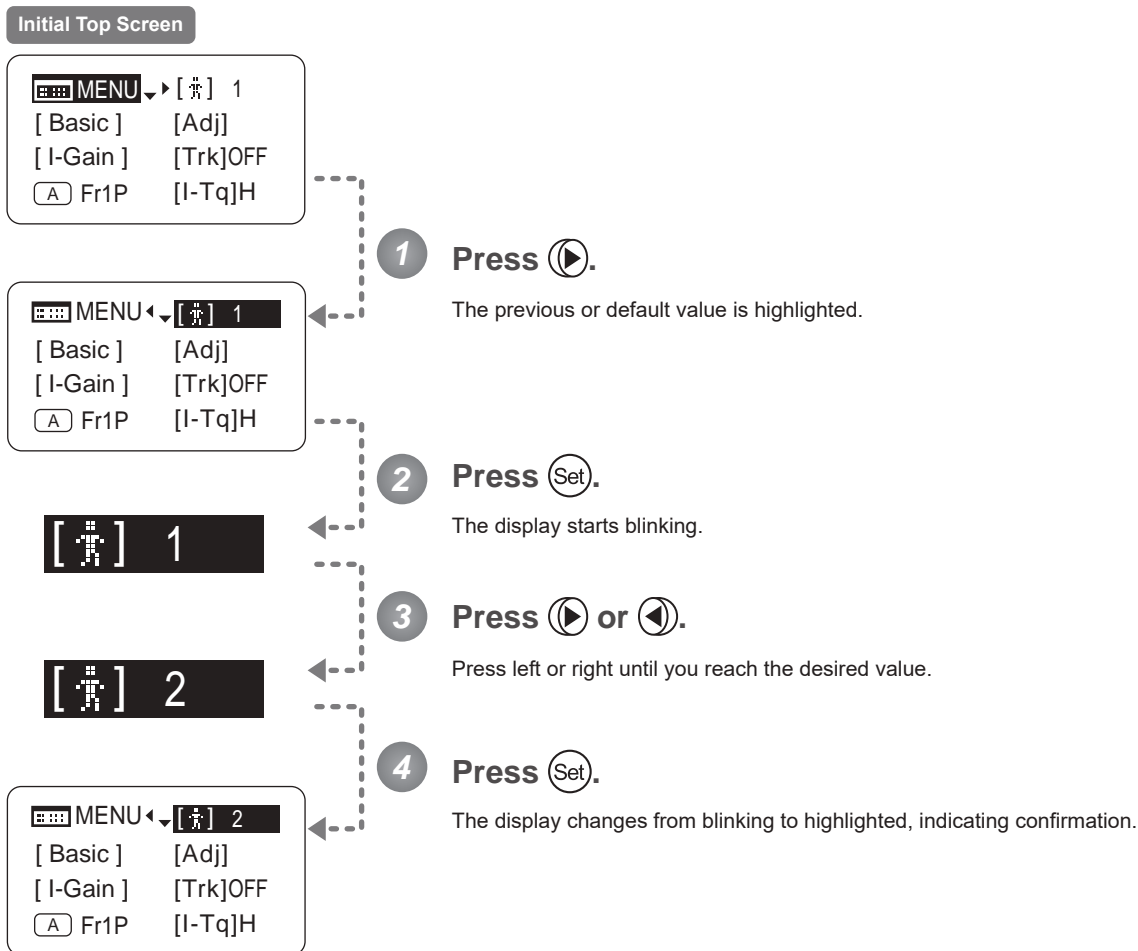 Initial Top Screen
MENU [ ] 1
[ Basic ] [Adj]
[ I-Gain ] [Trk]OFF
A Fr1P [I-Tq]H
1 Press .
The previous or default value is highlighted.
MENU [ ] 1
[ Basic ] [Adj]
[ I-Gain ] [Trk]OFF
A Fr1P [I-Tq]H
2 Press Set.
The display starts blinking.
[ ] 1
3 Press or .
Press left or right until you reach the desired value.
[ ] 2
4 Press Set.
The display changes from blinking to highlighted, indicating confirmation.
MENU [ ] 2
[ Basic ] [Adj]
[ I-Gain ] [Trk]OFF
A Fr1P [I-Tq]H